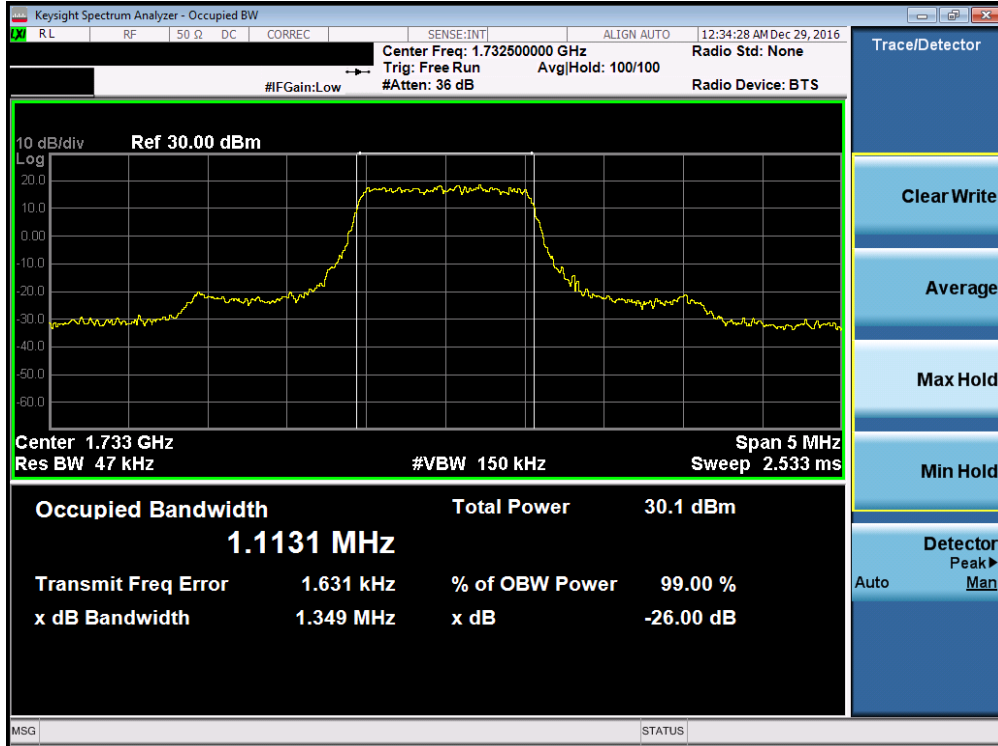 Keysight Spectrum Analyzer - Occupied BW
LXI RL RF 50 Ω DC CORREC SENSE:INT ALIGN AUTO 12:34:28 AM Dec 29, 2016
Center Freq: 1.732500000 GHz Radio Std: None
Trig: Free Run Avg|Hold: 100/100
#IFGain:Low #Atten: 36 dB Radio Device: BTS
Trace/Detector
10 dB/div Ref 30.00 dBm
Log
20.0
10.0
0.00
-10.0
-20.0
-30.0
-40.0
-50.0
-60.0
Center 1.733 GHz Span 5 MHz
Res BW 47 kHz #VBW 150 kHz Sweep 2.533 ms
Occupied Bandwidth Total Power 30.1 dBm
1.1131 MHz
Transmit Freq Error 1.631 kHz % of OBW Power 99.00 %
x dB Bandwidth 1.349 MHz x dB -26.00 dB
Clear Write
Average
Max Hold
Min Hold
Detector
Peak▶
Auto Man
MSG STATUS